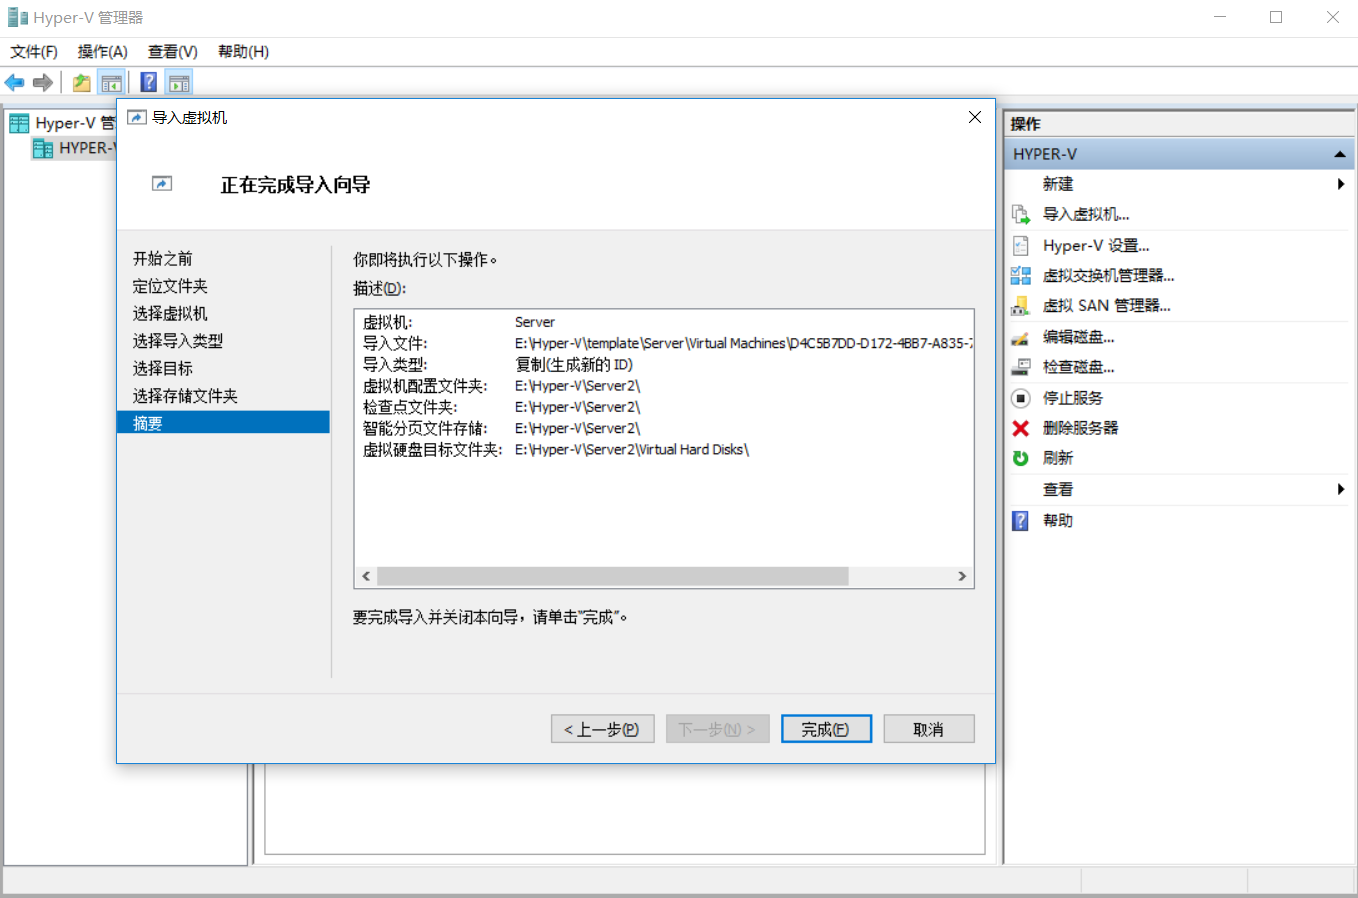 Hyper-V 管理器
文件(F) 操作(A) 查看(V) 帮助(H)
Hyper-V 管
HYPER-V
导入虚拟机
正在完成导入向导
开始之前
定位文件夹
选择虚拟机
选择导入类型
选择目标
选择存储文件夹
摘要
你即将执行以下操作。
描述(D):
虚拟机: Server
导入文件: E:\Hyper-V\template\Server\Virtual Machines\D4C5B7DD-D172-4BB7-A835-7
导入类型: 复制(生成新的 ID)
虚拟机配置文件夹: E:\Hyper-V\Server2\
检查点文件夹: E:\Hyper-V\Server2\
智能分页文件存储: E:\Hyper-V\Server2\
虚拟硬盘目标文件夹: E:\Hyper-V\Server2\Virtual Hard Disks\
要完成导入并关闭本向导，请单击"完成"。
< 上一步(P) 下一步(N) > 完成(F) 取消
操作
HYPER-V
新建
导入虚拟机...
Hyper-V 设置...
虚拟交换机管理器...
虚拟 SAN 管理器...
编辑磁盘...
检查磁盘...
停止服务
删除服务器
刷新
查看
帮助